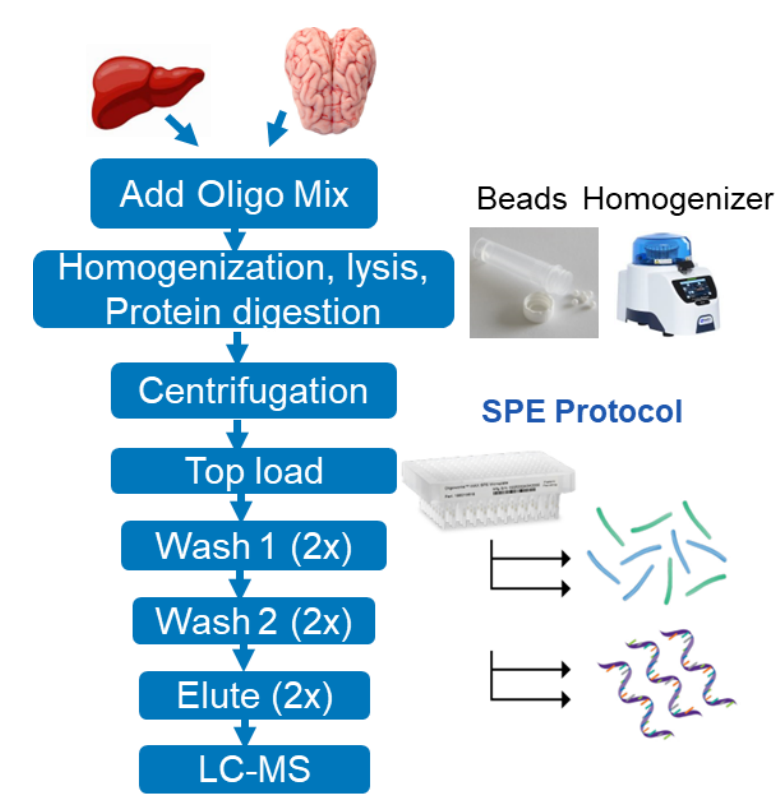 Add Oligo Mix
Beads Homogenizer
Homogenization, lysis,
Protein digestion
Centrifugation
SPE Protocol
Top load
Wash 1 (2x)
Wash 2 (2x)
Elute (2x)
LC-MS